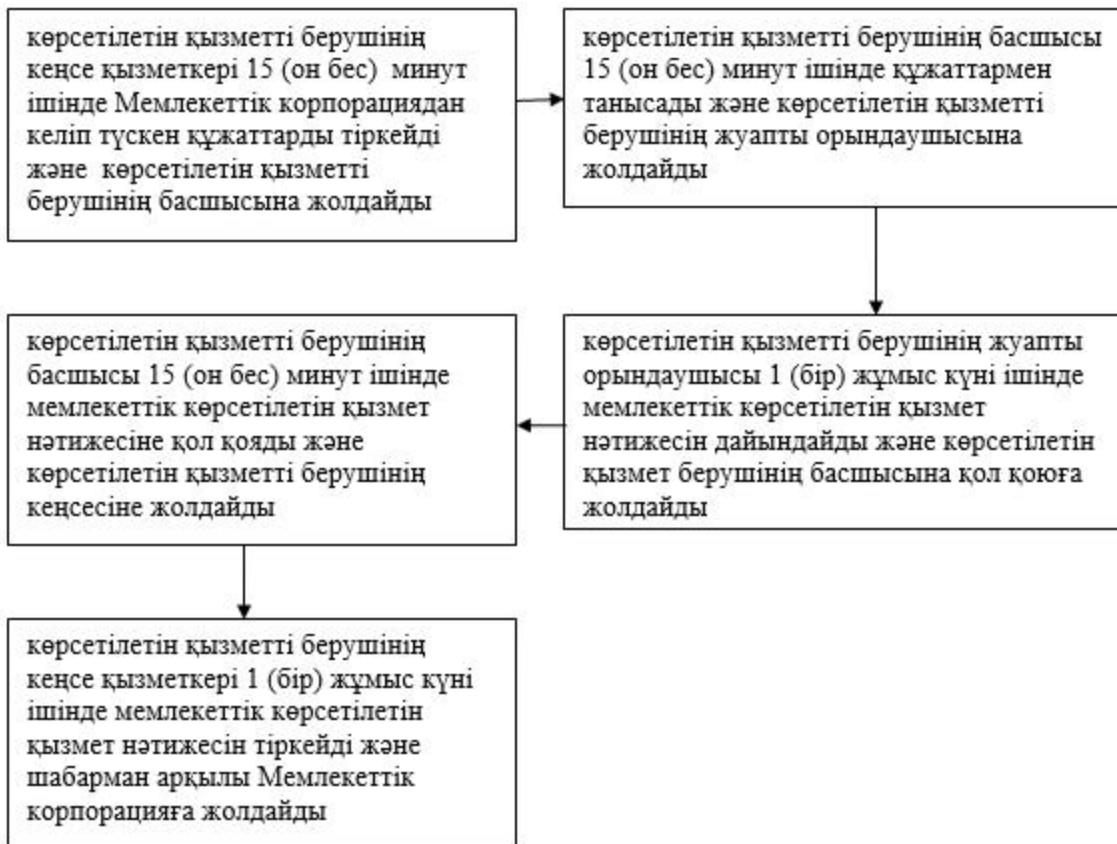 көрсетілетін қызметті берушінің
кеңсе қызметкері 15 (он бес) минут
ішінде Мемлекеттік корпорациядан
келіп түскен құжаттарды тіркейді
және көрсетілетін қызметті
берушінің басшысына жолдайды
көрсетілетін қызметті берушінің басшысы
15 (он бес) минут ішінде құжаттармен
танысады және көрсетілетін қызметті
берушінің жуапты орындаушысына
жолдайды
көрсетілетін қызметті берушінің жуапты
орындаушысы 1 (бір) жұмыс күні ішінде
мемлекеттік көрсетілетін қызмет
нәтижесін дайындайды және көрсетілетін
қызмет берушінің басшысына қол қоюға
жолдайды
көрсетілетін қызметті берушінің
басшысы 15 (он бес) минут ішінде
мемлекеттік көрсетілетін қызмет
нәтижесіне қол қояды және
көрсетілетін қызметті берушінің
кеңсесіне жолдайды
көрсетілетін қызметті берушінің
кеңсе қызметкері 1 (бір) жұмыс күні
ішінде мемлекеттік көрсетілетін
қызмет нәтижесін тіркейді және
шабарман арқылы Мемлекеттік
корпорацияға жолдайды